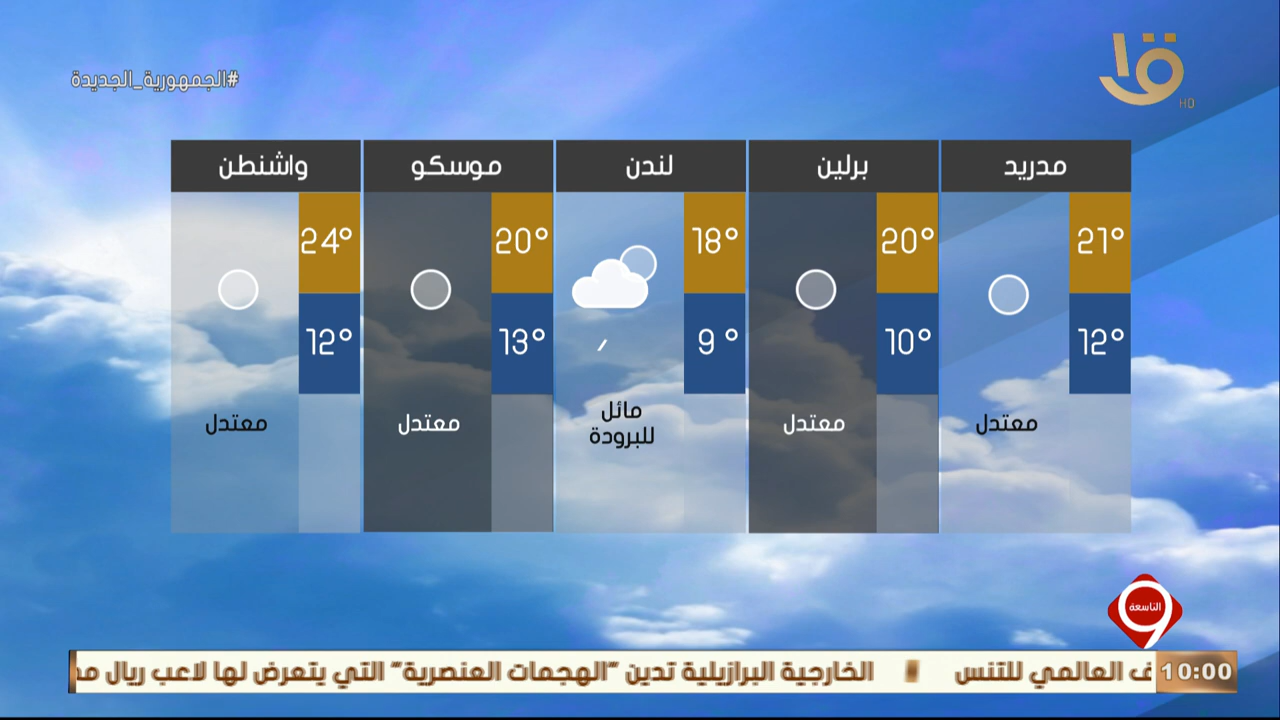 #الجمهورية_الجديدة
HD
مدريد
21°
12°
معتدل
برلين
20°
10°
معتدل
لندن
18°
9°
مائل
للبرودة
موسكو
20°
13°
معتدل
واشنطن
24°
12°
معتدل
التاسعة
9
10:00
العالمي للتنس
الخارجية البرازيلية تدين "الهجمات العنصرية" التي يتعرض لها لاعب ريال